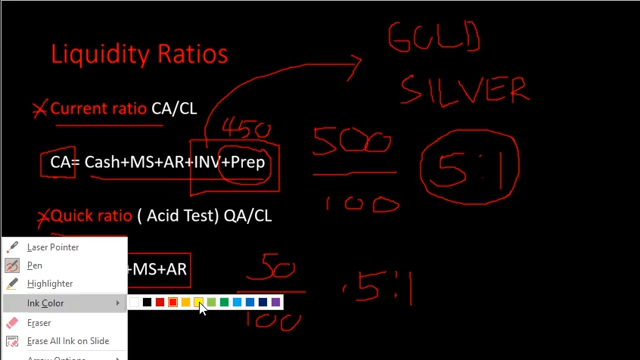 Liquidity Ratios
GOLD
SILVER
Current ratio CA/CL
450
CA= Cash+MS+AR+INV+Prep
500
100
5:1
Quick ratio ( Acid Test) QA/CL
+MS+AR
50
100
.5:1
Laser Pointer
Pen
Highlighter
Ink Color
Eraser
Erase All Ink on Slide
Arrow Options